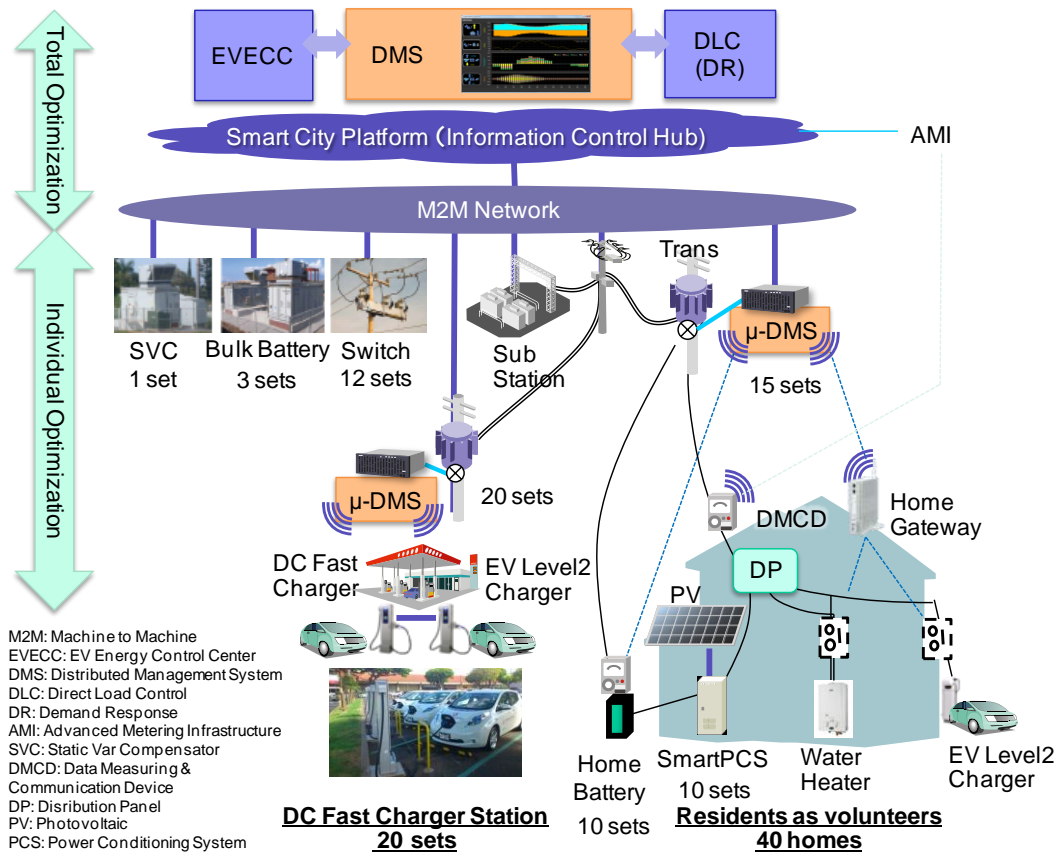 Total Optimization
Individual Optimization
EVECC
DMS
DLC
(DR)
Smart City Platform (Information Control Hub)
AMI
M2M Network
Trans
SVC
1 set
Bulk Battery
3 sets
Switch
12 sets
Sub
Station
μ-DMS
15 sets
μ-DMS
20 sets
DMCD
Home
Gateway
DC Fast
Charger
EV Level2
Charger
DP
PV
M2M: Machine to Machine
EVECC: EV Energy Control Center
DMS: Distributed Management System
DLC: Direct Load Control
DR: Demand Response
AMI: Advanced Metering Infrastructure
SVC: Static Var Compensator
DMCD: Data Measuring &
Communication Device
DP: Disribution Panel
PV: Photovoltaic
PCS: Power Conditioning System
Home
Battery
10 sets
SmartPCS
10 sets
Water
Heater
EV Level2
Charger
DC Fast Charger Station
20 sets
Residents as volunteers
40 homes